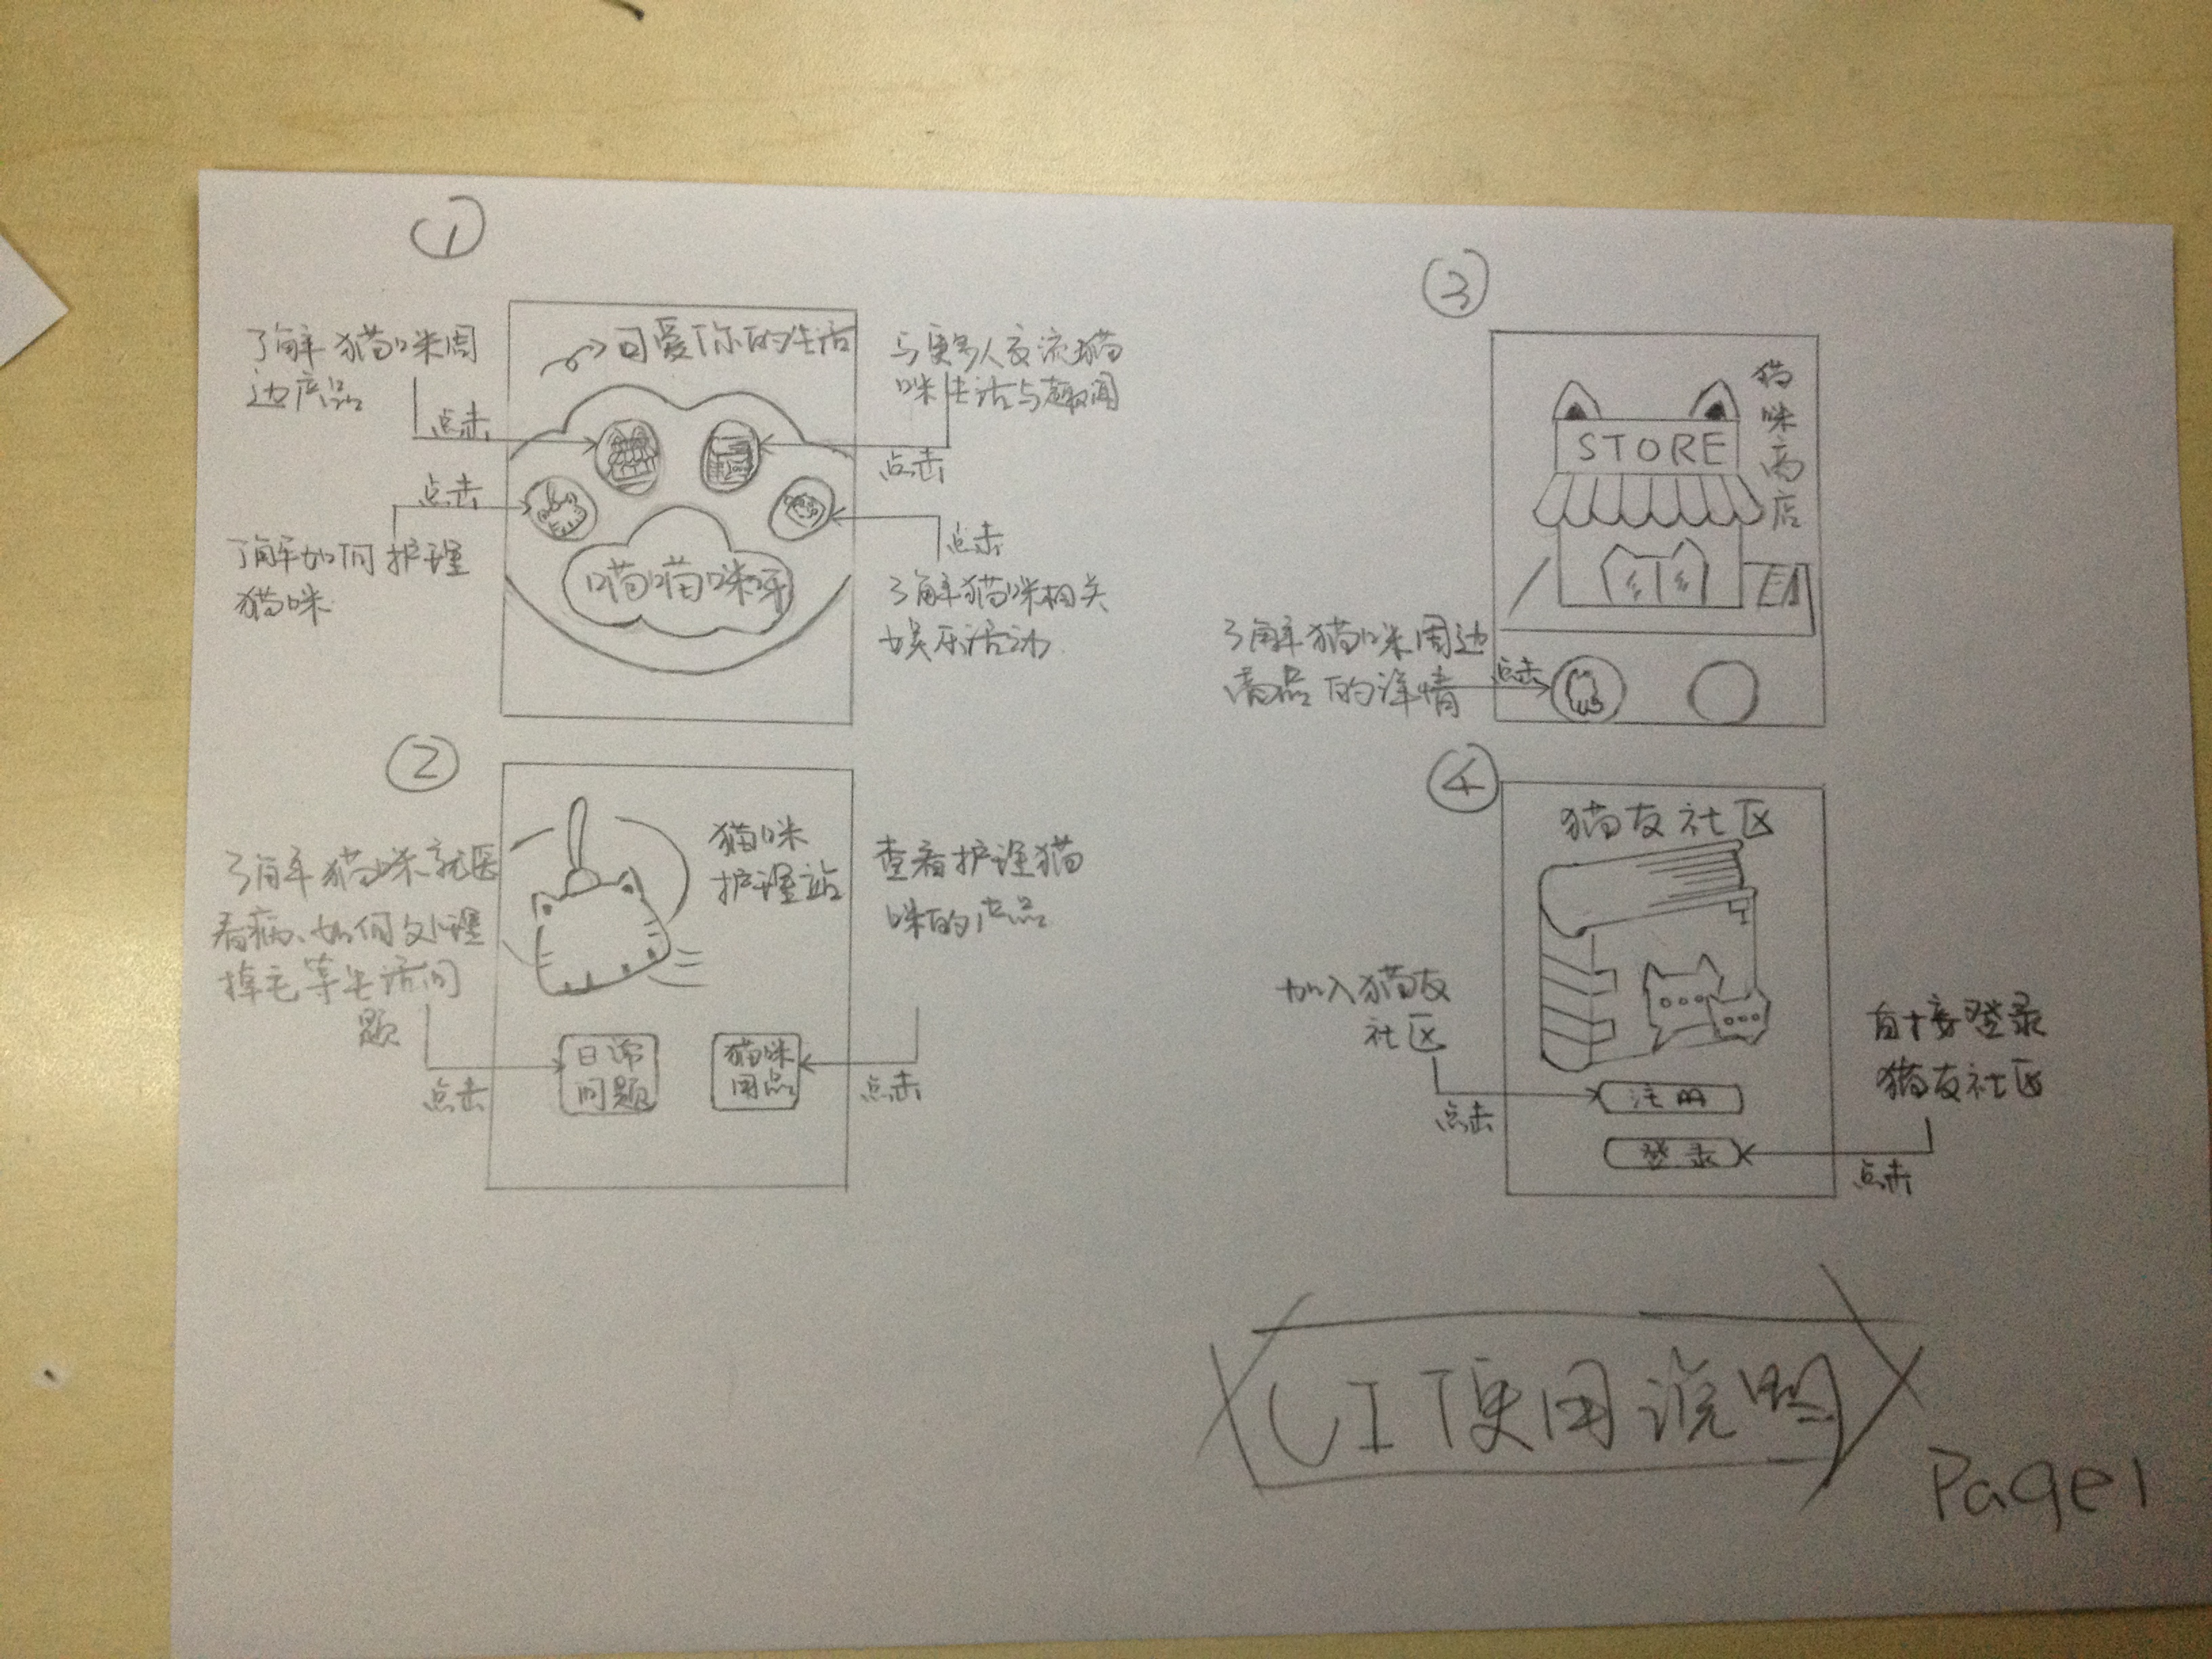 ①
了解猫咪周
边产品
点击
可爱你的生活
与更多人交流猫
咪生活与趣闻
点击
点击
了解如何护理
猫咪
喵喵咪呀
点击
了解猫咪相关
娱乐活动
②
猫咪
护理站
了解猫咪就医
看病、如何处理
掉毛等生活问
题
点击
日常
问题
猫咪
用品
查看护理猫
咪的产品
点击
③
猫
咪
商
店
STORE
了解猫咪周边
商品的详情
点击
④
猫友社区
加入猫友
社区
点击
注册
登录
直接登录
猫友社区
点击
UI使用说明
Page1